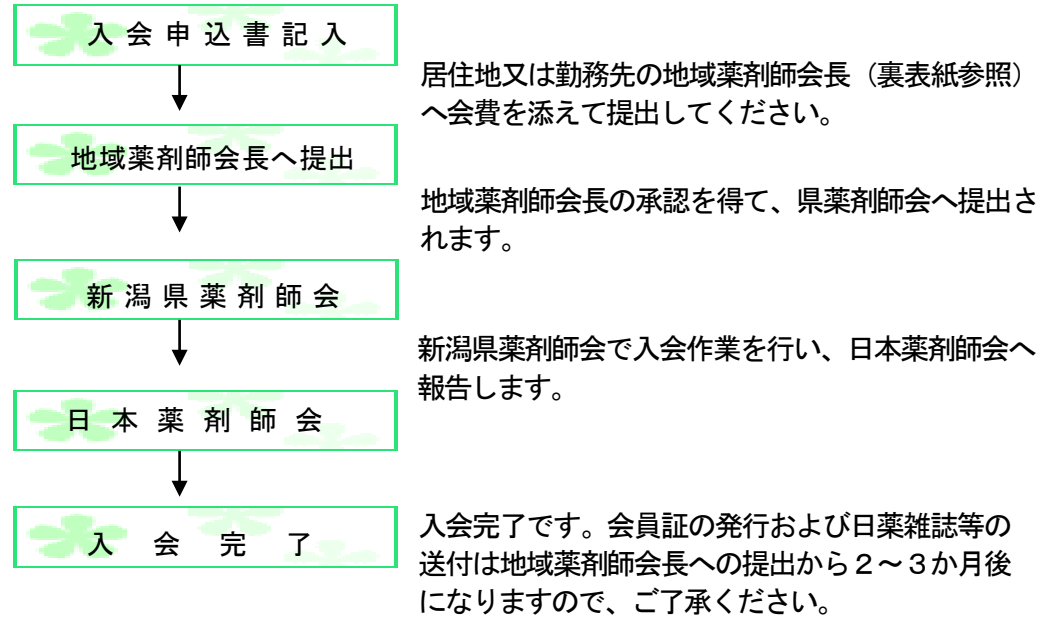 入会申込書記入
居住地又は勤務先の地域薬剤師会長（裏表紙参照）
へ会費を添えて提出してください。
地域薬剤師会長へ提出
地域薬剤師会長の承認を得て、県薬剤師会へ提出さ
れます。
新潟県薬剤師会
新潟県薬剤師会で入会作業を行い、日本薬剤師会へ
報告します。
日本薬剤師会
入会完了
入会完了です。会員証の発行および日薬雑誌等の
送付は地域薬剤師会長への提出から２～３か月後
になりますので、ご了承ください。